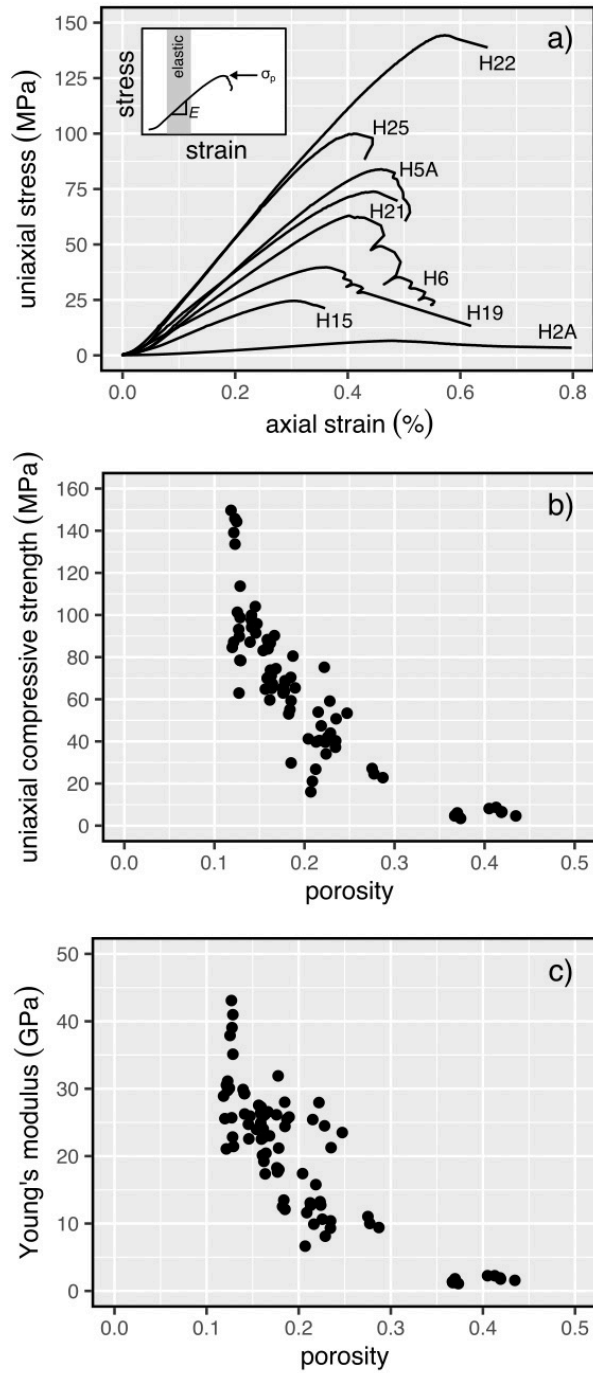 a)
uniaxial stress (MPa)
150
125
100
75
50
25
0
stress
elastic
σp
E
strain
H22
H25
H5A
H21
H6
H19
H15
H2A
0.0 0.2 0.4 0.6 0.8
axial strain (%)
b)
uniaxial compressive strength (MPa)
160
140
120
100
80
60
40
20
0
0.0 0.1 0.2 0.3 0.4 0.5
porosity
c)
Young's modulus (GPa)
50
40
30
20
10
0
0.0 0.1 0.2 0.3 0.4 0.5
porosity